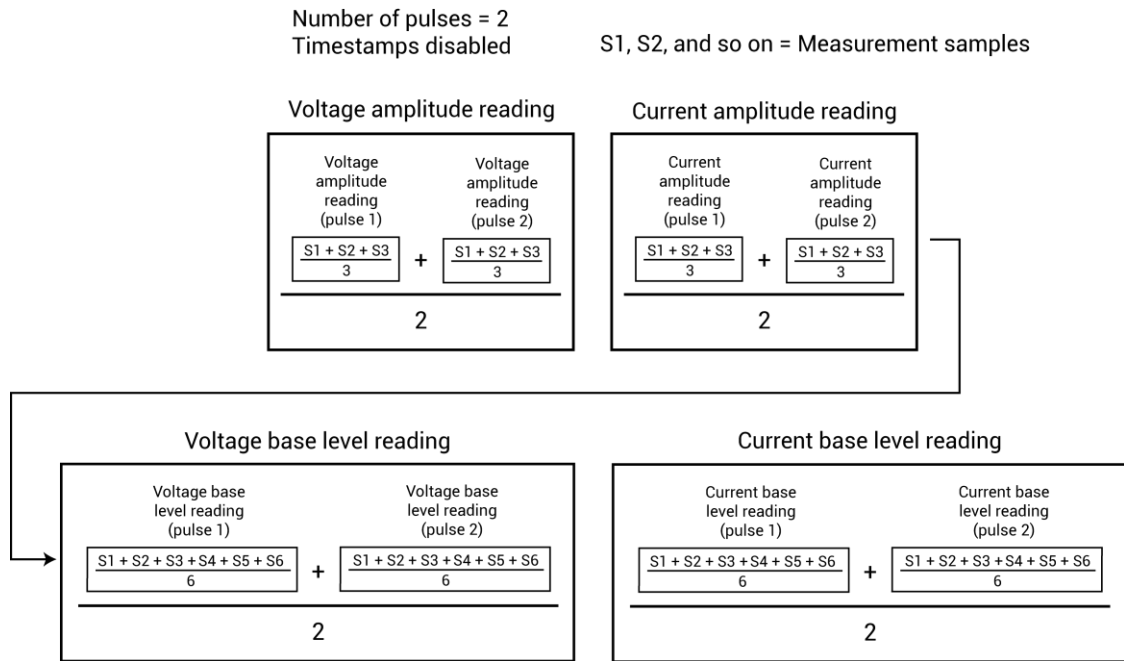 Number of pulses = 2
Timestamps disabled
S1, S2, and so on = Measurement samples
Voltage amplitude reading
Voltage
amplitude
reading
(pulse 1)
S1 + S2 + S3
3
+
Voltage
amplitude
reading
(pulse 2)
S1 + S2 + S3
3
2
Current amplitude reading
Current
amplitude
reading
(pulse 1)
S1 + S2 + S3
3
+
Current
amplitude
reading
(pulse 2)
S1 + S2 + S3
3
2
Voltage base level reading
Voltage base
level reading
(pulse 1)
S1 + S2 + S3 + S4 + S5 + S6
6
+
Voltage base
level reading
(pulse 2)
S1 + S2 + S3 + S4 + S5 + S6
6
2
Current base level reading
Current base
level reading
(pulse 1)
S1 + S2 + S3 + S4 + S5 + S6
6
+
Current base
level reading
(pulse 2)
S1 + S2 + S3 + S4 + S5 + S6
6
2